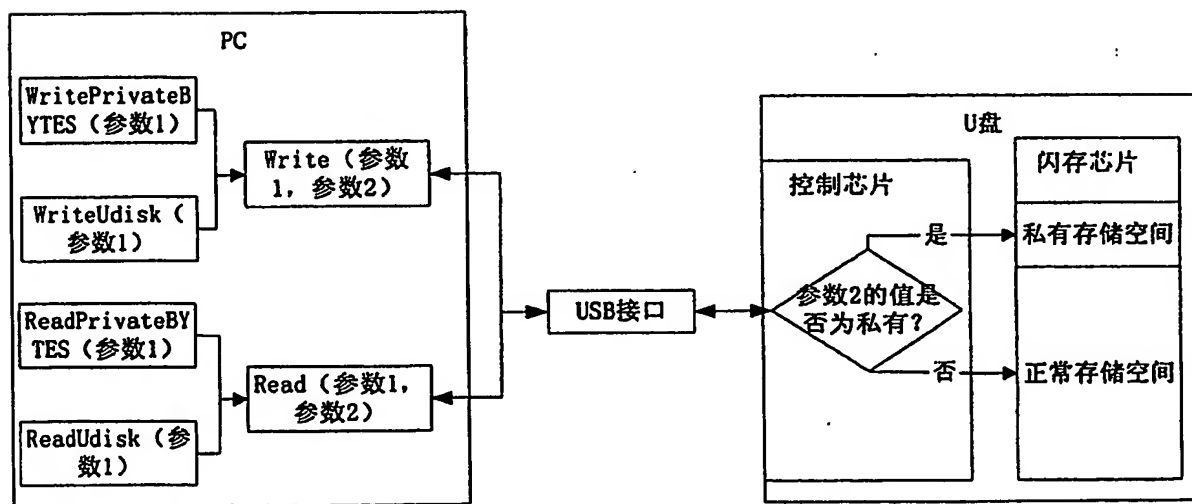 PC
WritePrivateB
YTES（参数1）
Write（参数
1，参数2）
WriteUdisk（
参数1）
ReadPrivateBY
TES（参数1）
Read（参数1，
参数2）
ReadUdisk（参
数1）
USB接口
U盘
控制芯片
参数2的值是
否为私有？
是
否
闪存芯片
私有存储空间
正常存储空间